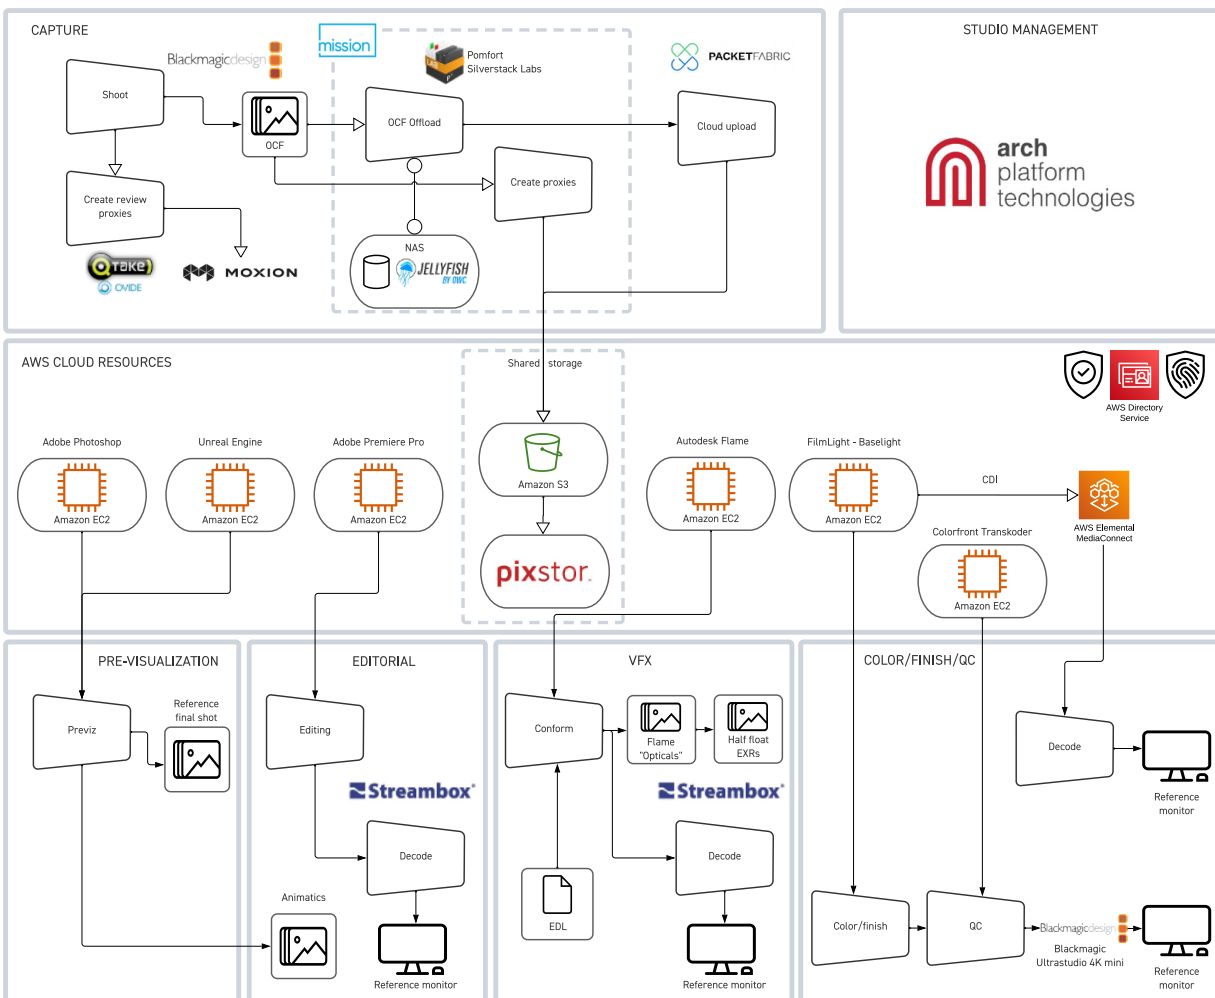 CAPTURE
Blackmagicdesign
mission
Pomfort
Silverstack Labs
PACKETFABRIC
Shoot
OCF
OCF Offload
Cloud upload
Create review
proxies
Create proxies
QTAKE
OVIDE
MOXION
NAS
JELLYFISH
BY OWC
STUDIO MANAGEMENT
arch
platform
technologies
AWS CLOUD RESOURCES
Shared storage
AWS Directory
Service
Adobe Photoshop
Amazon EC2
Unreal Engine
Amazon EC2
Adobe Premiere Pro
Amazon EC2
Amazon S3
pixstor.
Autodesk Flame
Amazon EC2
FilmLight - Baselight
Amazon EC2
CDI
AWS Elemental
MediaConnect
Colorfront Transkoder
Amazon EC2
PRE-VISUALIZATION
Previz
Reference
final shot
EDITORIAL
Editing
Streambox
Decode
Animatics
Reference monitor
VFX
Conform
Flame
"Opticals"
Half float
EXRs
Streambox
Decode
EDL
Reference monitor
COLOR/FINISH/QC
Decode
Reference
monitor
Color/finish
QC
Blackmagicdesign
Blackmagic
Ultrastudio 4K mini
Reference
monitor